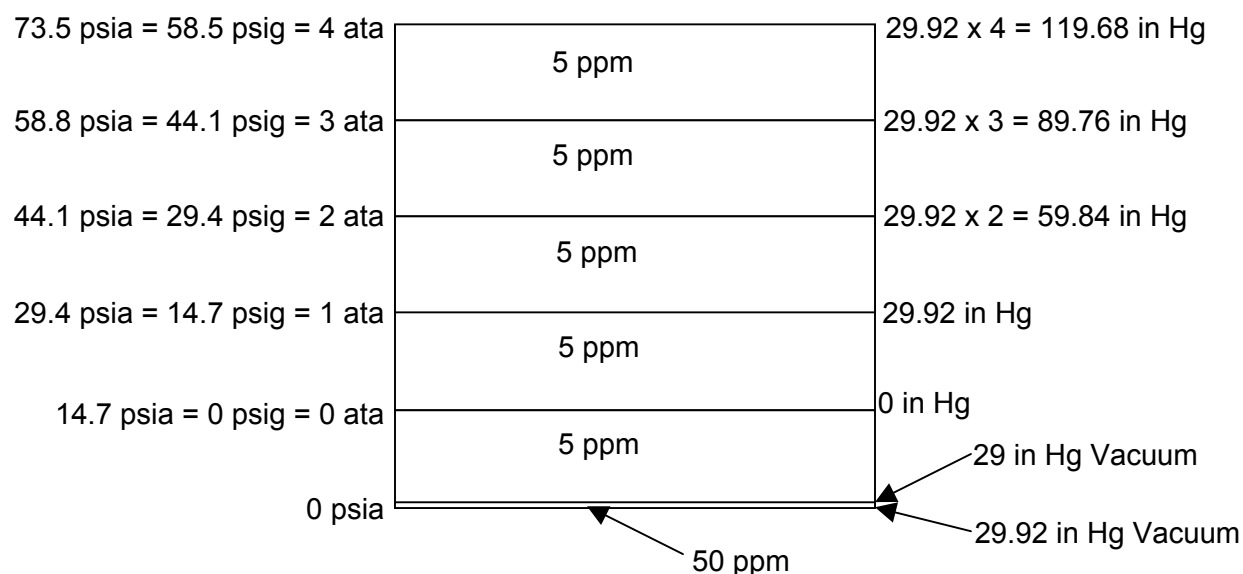 73.5 psia = 58.5 psig = 4 ata
29.92 x 4 = 119.68 in Hg
5 ppm
58.8 psia = 44.1 psig = 3 ata
29.92 x 3 = 89.76 in Hg
5 ppm
44.1 psia = 29.4 psig = 2 ata
29.92 x 2 = 59.84 in Hg
5 ppm
29.4 psia = 14.7 psig = 1 ata
29.92 in Hg
5 ppm
14.7 psia = 0 psig = 0 ata
0 in Hg
5 ppm
29 in Hg Vacuum
0 psia
29.92 in Hg Vacuum
50 ppm